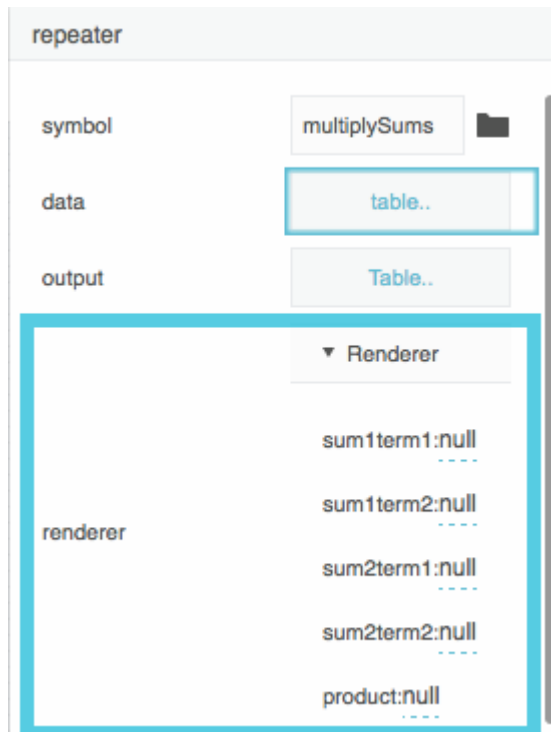 repeater
symbol multiplySums
data table..
output Table..
▼ Renderer
sum1term1:null
sum1term2:null
renderer
sum2term1:null
sum2term2:null
product:null